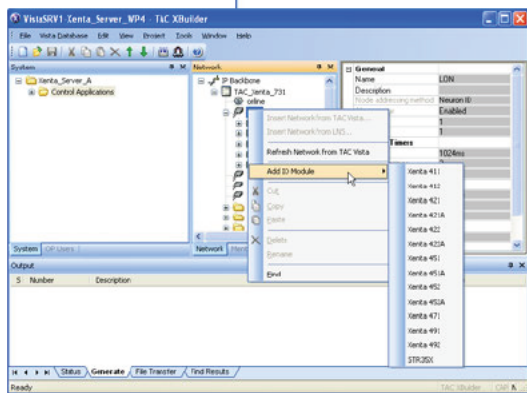 VistaSRV1-Xenta_Server_WP4 - TAC XBuilder
File Vista Database Edit View Project Tools Window Help
System
Xenta_Server_A
Control Applications
System OP Users
Network
IP Backbone
TAC_Xenta_731
online
Network
Insert Network from TAC Vista...
Insert Network from LNS...
Refresh Network from TAC Vista
Add IO Module
Cut
Copy
Paste
Delete
Rename
Find
Xenta 411
Xenta 412
Xenta 421
Xenta 421A
Xenta 422
Xenta 422A
Xenta 451
Xenta 451A
Xenta 452
Xenta 452A
Xenta 471
Xenta 491
Xenta 492
STR35X
General
Name LON
Description
Node addressing method Neuron ID
Enabled
1
1
Timers
1024ms
Output
S Number Description
Status Generate File Transfer Find Results
Ready
TAC XBuilder CAP